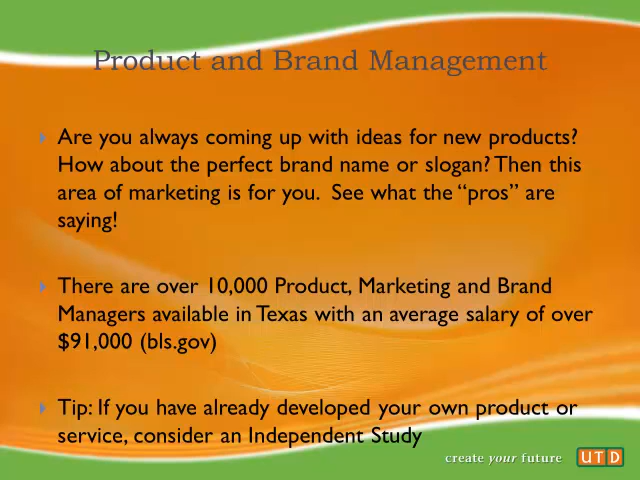 Product and Brand Management
Are you always coming up with ideas for new products?
How about the perfect brand name or slogan? Then this
area of marketing is for you. See what the “pros” are
saying!
There are over 10,000 Product, Marketing and Brand
Managers available in Texas with an average salary of over
$91,000 (bls.gov)
Tip: If you have already developed your own product or
service, consider an Independent Study
create your future UTD